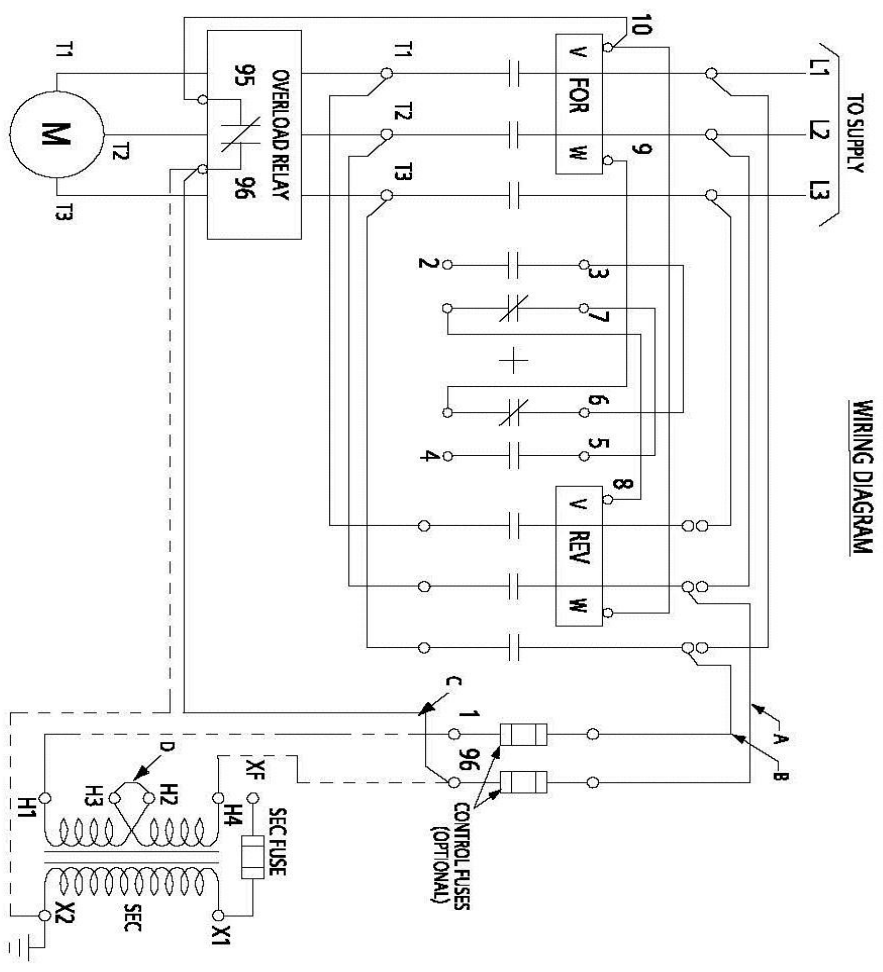 WIRING DIAGRAM
TO SUPPLY
L1
L2
L3
10
V FOR W
9
T1
T2
T3
OVERLOAD RELAY
95
96
T1
T2
T3
M
2
3
7
6
4
5
8
V REV W
A
B
C
1
96
CONTROL FUSES
(OPTIONAL)
D
XF
SEC FUSE
H1
H3
H2
H4
X2
SEC
X1